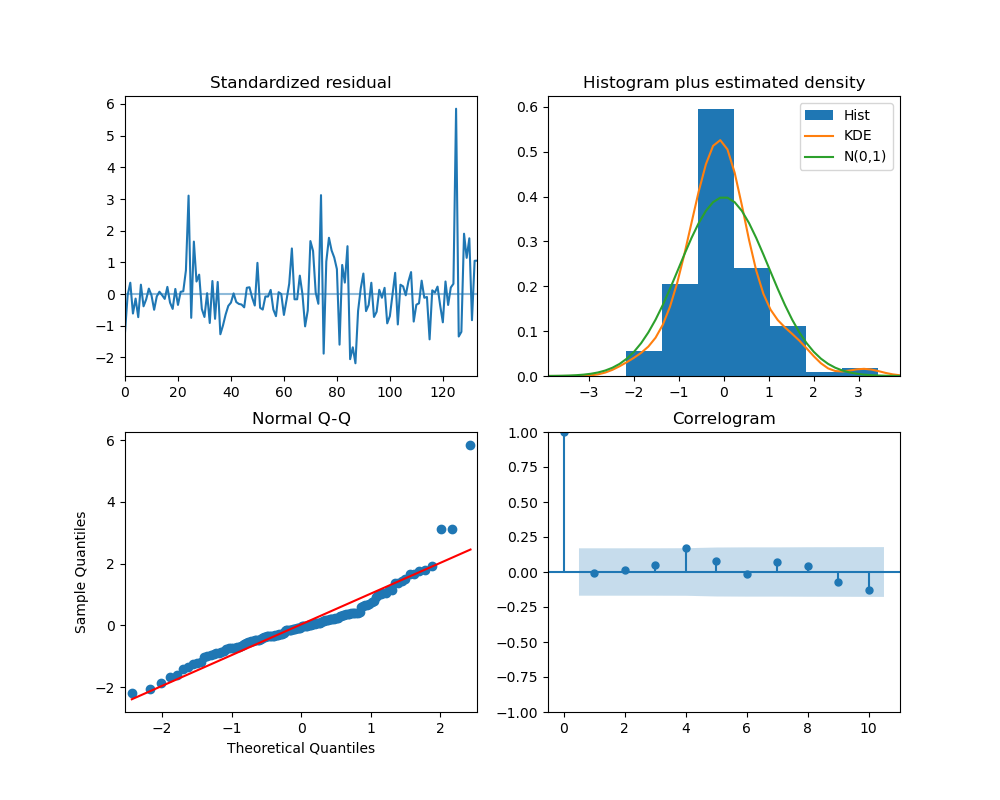 Standardized residual
6
5
4
3
2
1
0
−1
−2
0 20 40 60 80 100 120
Histogram plus estimated density
0.6
0.5
0.4
0.3
0.2
0.1
0.0
−3 −2 −1 0 1 2 3
Hist
KDE
N(0,1)
Normal Q-Q
Sample Quantiles
6
4
2
0
−2
−2 −1 0 1 2
Theoretical Quantiles
Correlogram
1.00
0.75
0.50
0.25
0.00
−0.25
−0.50
−0.75
−1.00
0 2 4 6 8 10